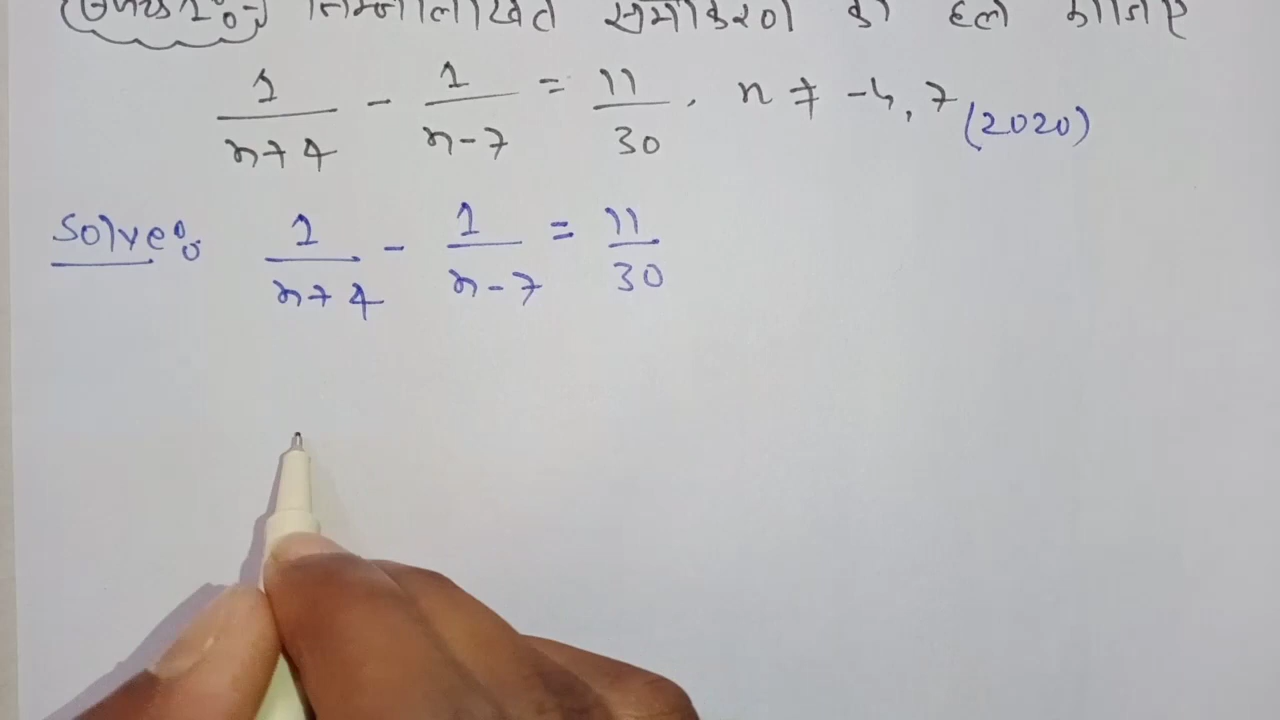 निम्नलिखित समीकरणों को हल कीजिए
1/(x+4) - 1/(x-7) = 11/30, x ≠ -4, 7 (2020)
Solve: 1/(x+4) - 1/(x-7) = 11/30